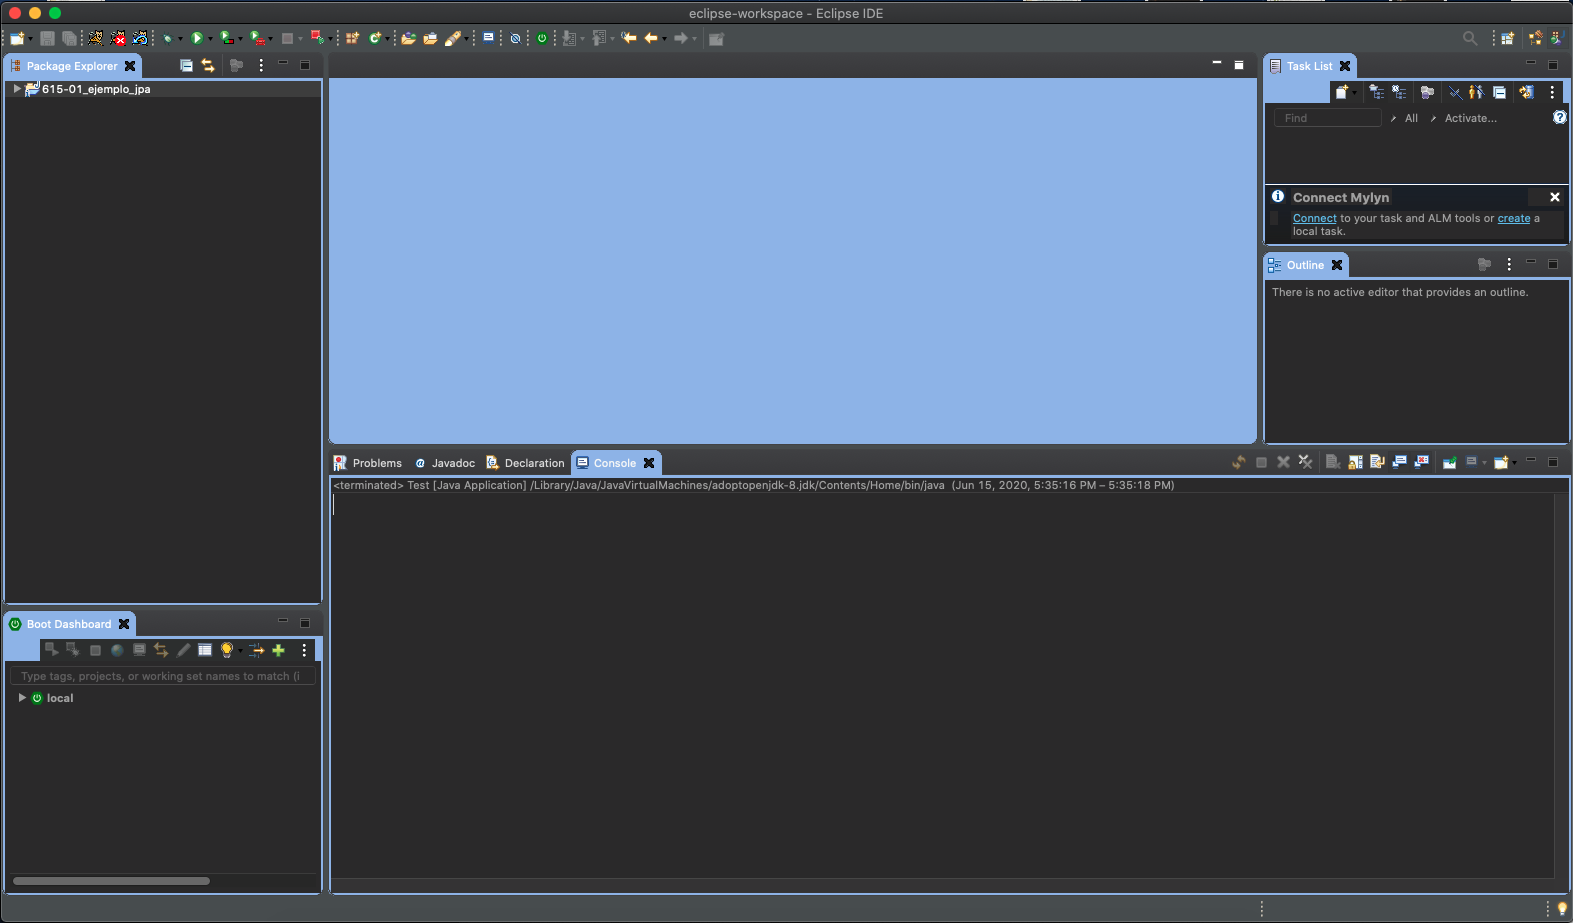 eclipse-workspace - Eclipse IDE
Package Explorer
615-01_ejemplo_jpa
Task List
Find
All
Activate...
Connect Mylyn
Connect to your task and ALM tools or create a
local task.
Outline
There is no active editor that provides an outline.
Problems
Javadoc
Declaration
Console
<terminated> Test [Java Application] /Library/Java/JavaVirtualMachines/adoptopenjdk-8.jdk/Contents/Home/bin/java (Jun 15, 2020, 5:35:16 PM – 5:35:18 PM)
Boot Dashboard
Type tags, projects, or working set names to match (i
local